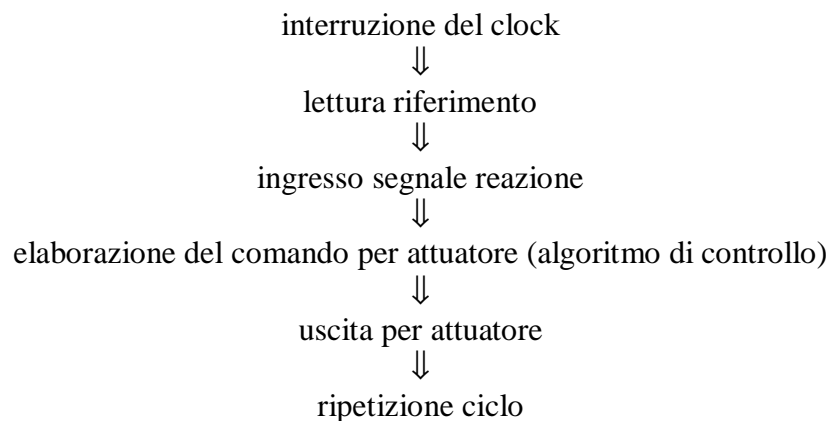 interruzione del clock
⇓
lettura riferimento
⇓
ingresso segnale reazione
⇓
elaborazione del comando per attuatore (algoritmo di controllo)
⇓
uscita per attuatore
⇓
ripetizione ciclo